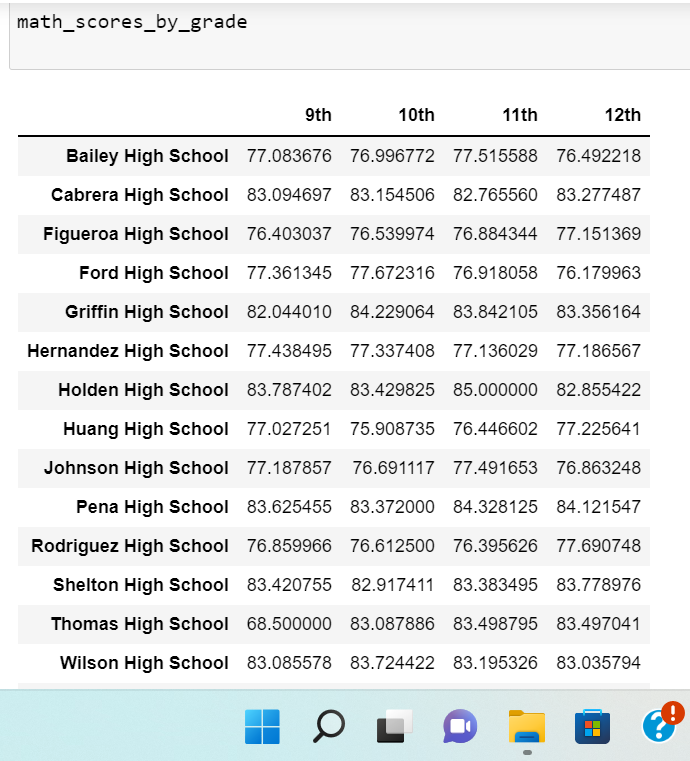 math_scores_by_grade
9th 10th 11th 12th
Bailey High School 77.083676 76.996772 77.515588 76.492218
Cabrera High School 83.094697 83.154506 82.765560 83.277487
Figueroa High School 76.403037 76.539974 76.884344 77.151369
Ford High School 77.361345 77.672316 76.918058 76.179963
Griffin High School 82.044010 84.229064 83.842105 83.356164
Hernandez High School 77.438495 77.337408 77.136029 77.186567
Holden High School 83.787402 83.429825 85.000000 82.855422
Huang High School 77.027251 75.908735 76.446602 77.225641
Johnson High School 77.187857 76.691117 77.491653 76.863248
Pena High School 83.625455 83.372000 84.328125 84.121547
Rodriguez High School 76.859966 76.612500 76.395626 77.690748
Shelton High School 83.420755 82.917411 83.383495 83.778976
Thomas High School 68.500000 83.087886 83.498795 83.497041
Wilson High School 83.085578 83.724422 83.195326 83.035794